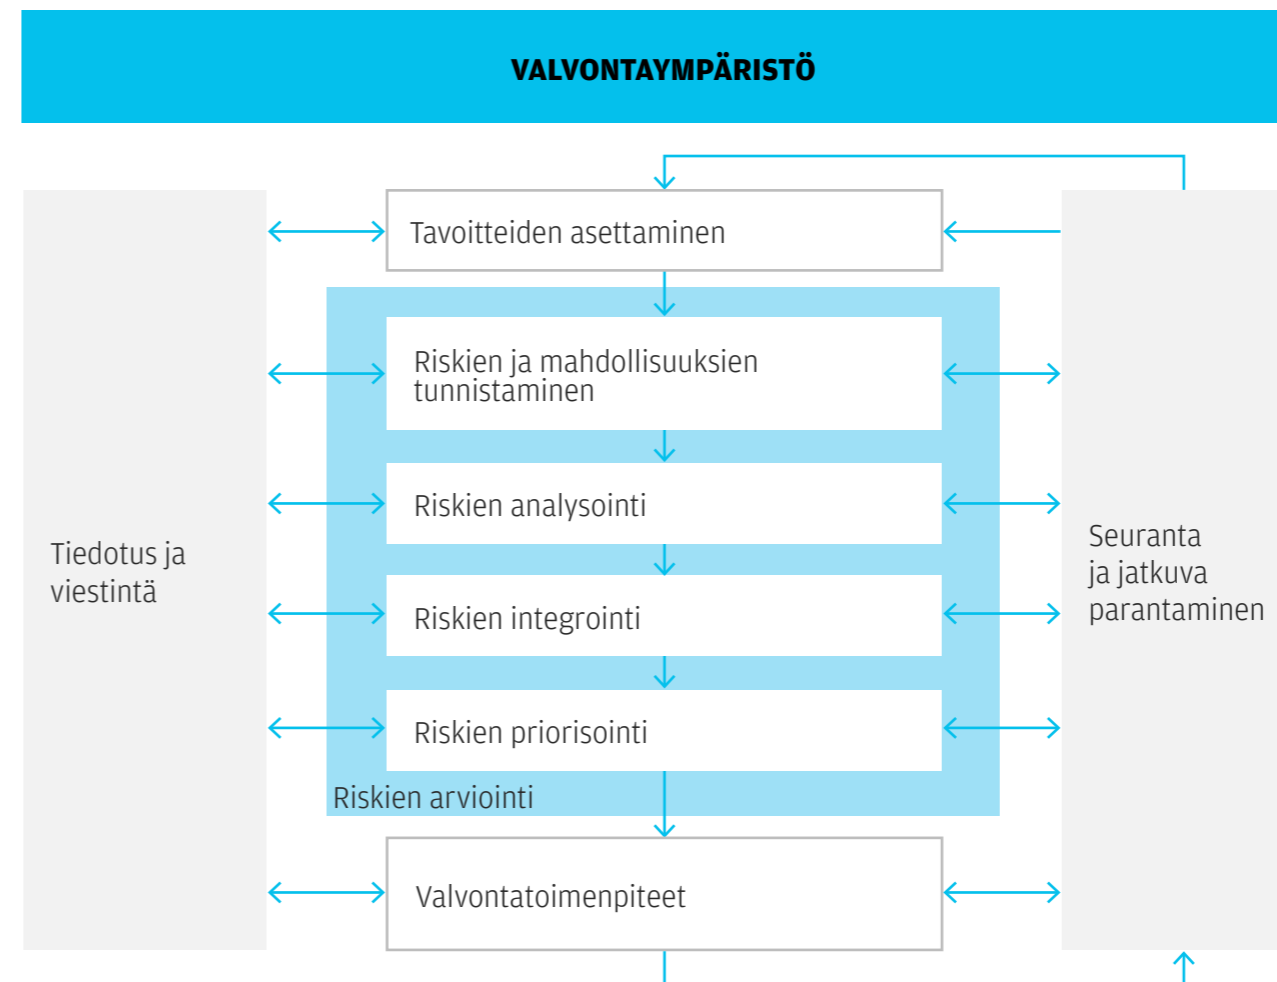 VALVONTAYMPÄRISTÖ
Tavoitteiden asettaminen
Riskien ja mahdollisuuksien
tunnistaminen
Riskien analysointi
Tiedotus ja
viestintä
Seuranta
ja jatkuva
parantaminen
Riskien integrointi
Riskien priorisointi
Riskien arviointi
Valvontatoimenpiteet